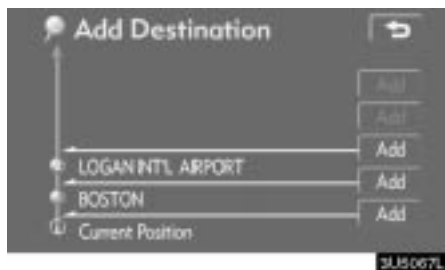 Add Destination
Add
Add
Add
LOGAN INT'L AIRPORT
Add
BOSTON
Add
Current Position
3U5067L